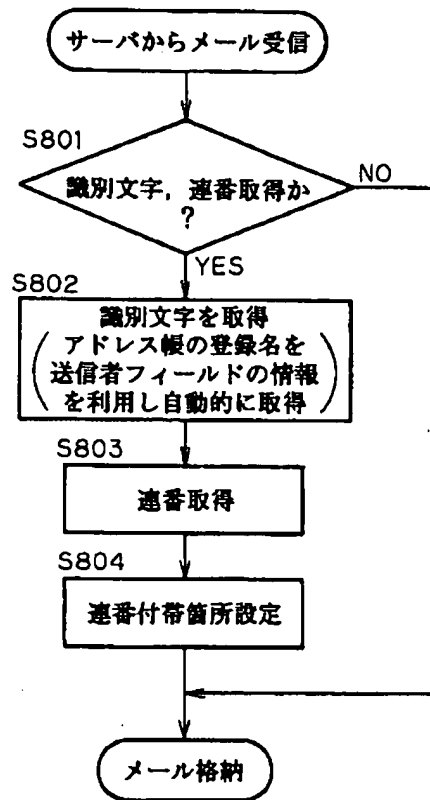 サーバからメール受信
S801
識別文字，連番取得か
?
NO
YES
S802
識別文字を取得
アドレス帳の登録名を
送信者フィールドの情報
を利用し自動的に取得
S803
連番取得
S804
連番付帯箇所設定
メール格納